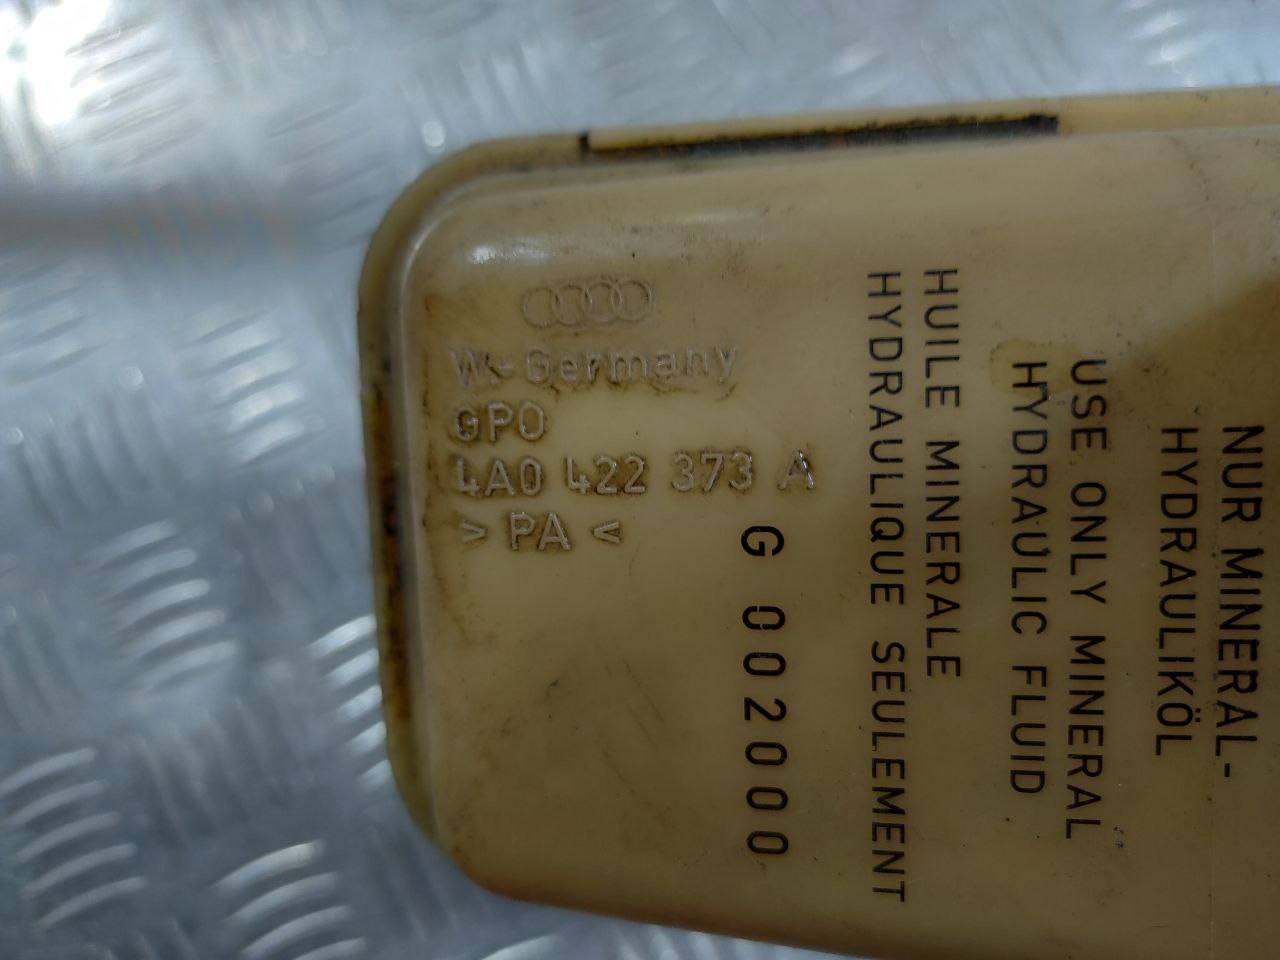 W.-Germany
GPO
4A0 422 373 A
> PA <
NUR MINERAL-
HYDRAULIKÖL
USE ONLY MINERAL
HYDRAULIC FLUID
HUILE MINERALE
HYDRAULIQUE SEULEMENT
G 002000